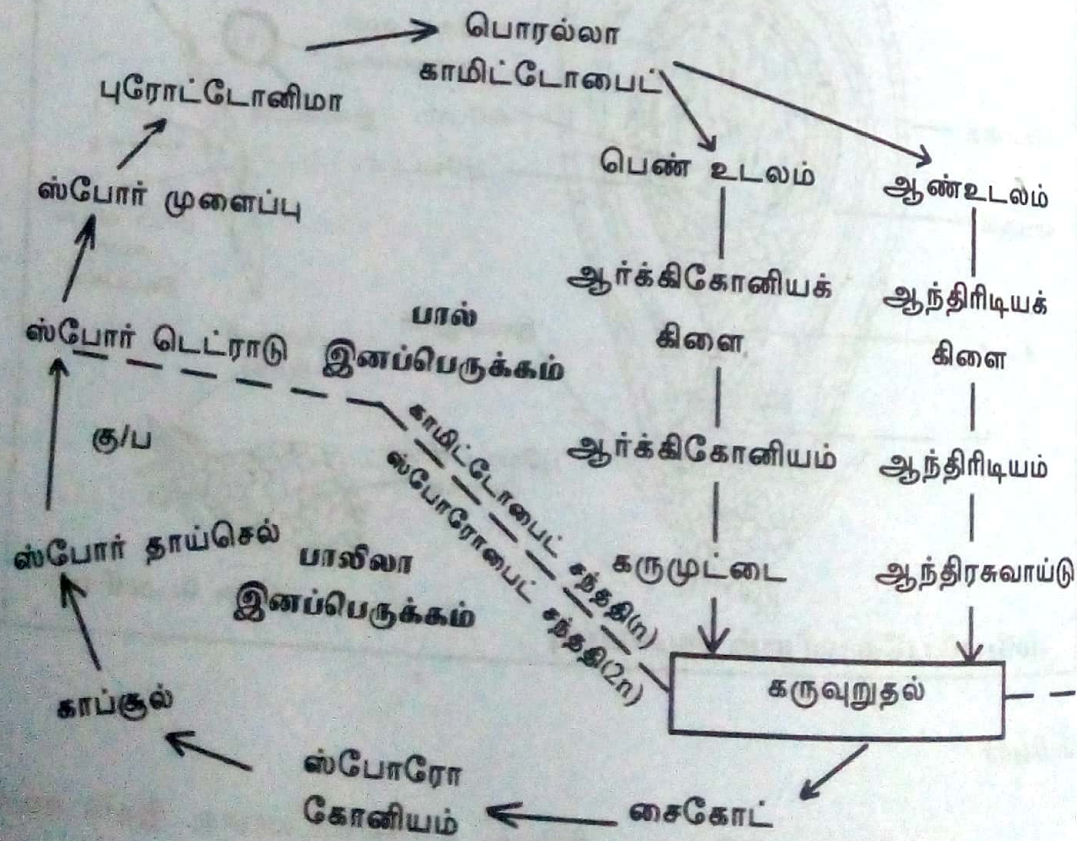 பொரல்லா
காமிட்டோபைட்
புரோட்டோனிமா
பெண் உடலம்
ஆண்உடலம்
ஸ்போர் முளைப்பு
ஆர்க்கிகோனியக்
கிளை
ஆந்திரிடியக்
கிளை
ஸ்போர் டெட்ராடு
பால்
இனப்பெருக்கம்
காமிட்டோபைட் சந்ததி(n)
ஸ்போரோபைட் சந்ததி(2n)
கு/ப
ஆர்க்கிகோனியம்
ஆந்திரிடியம்
ஸ்போர் தாய்செல்
பாலிலா
இனப்பெருக்கம்
கருமுட்டை
ஆந்திரசுவாய்டு
கருவுறுதல்
காப்சூல்
ஸ்போரோ
கோனியம்
சைகோட்